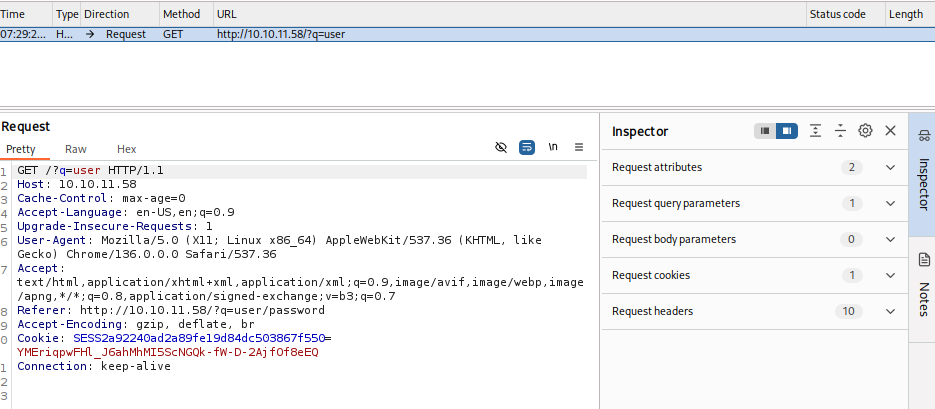 Time Type Direction Method URL Status code Length
07:29:2... H... → Request GET http://10.10.11.58/?q=user
Request
Pretty Raw Hex
\n
1 GET /?q=user HTTP/1.1
2 Host: 10.10.11.58
3 Cache-Control: max-age=0
4 Accept-Language: en-US,en;q=0.9
5 Upgrade-Insecure-Requests: 1
6 User-Agent: Mozilla/5.0 (X11; Linux x86_64) AppleWebKit/537.36 (KHTML, like
Gecko) Chrome/136.0.0.0 Safari/537.36
7 Accept:
text/html,application/xhtml+xml,application/xml;q=0.9,image/avif,image/webp,image
/apng,*/*;q=0.8,application/signed-exchange;v=b3;q=0.7
8 Referer: http://10.10.11.58/?q=user/password
9 Accept-Encoding: gzip, deflate, br
0 Cookie: SESS2a92240ad2a89fe19d84dc503867f550=
YMEriqpwFHl_J6ahMhMI5ScNGQk-fW-D-2AjfOf8eEQ
1 Connection: keep-alive
2
3
Inspector
Request attributes 2
Request query parameters 1
Request body parameters 0
Request cookies 1
Request headers 10
Inspector
Notes